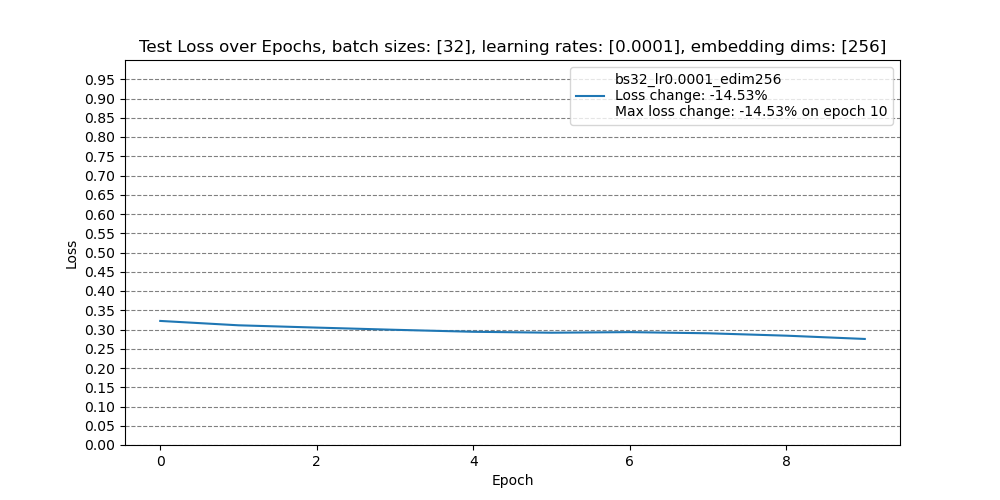 Test Loss over Epochs, batch sizes: [32], learning rates: [0.0001], embedding dims: [256]
bs32_lr0.0001_edim256
Loss change: -14.53%
Max loss change: -14.53% on epoch 10
0.95
0.90
0.85
0.80
0.75
0.70
0.65
0.60
0.55
0.50
0.45
0.40
0.35
0.30
0.25
0.20
0.15
0.10
0.05
0.00
Loss
0 2 4 6 8
Epoch